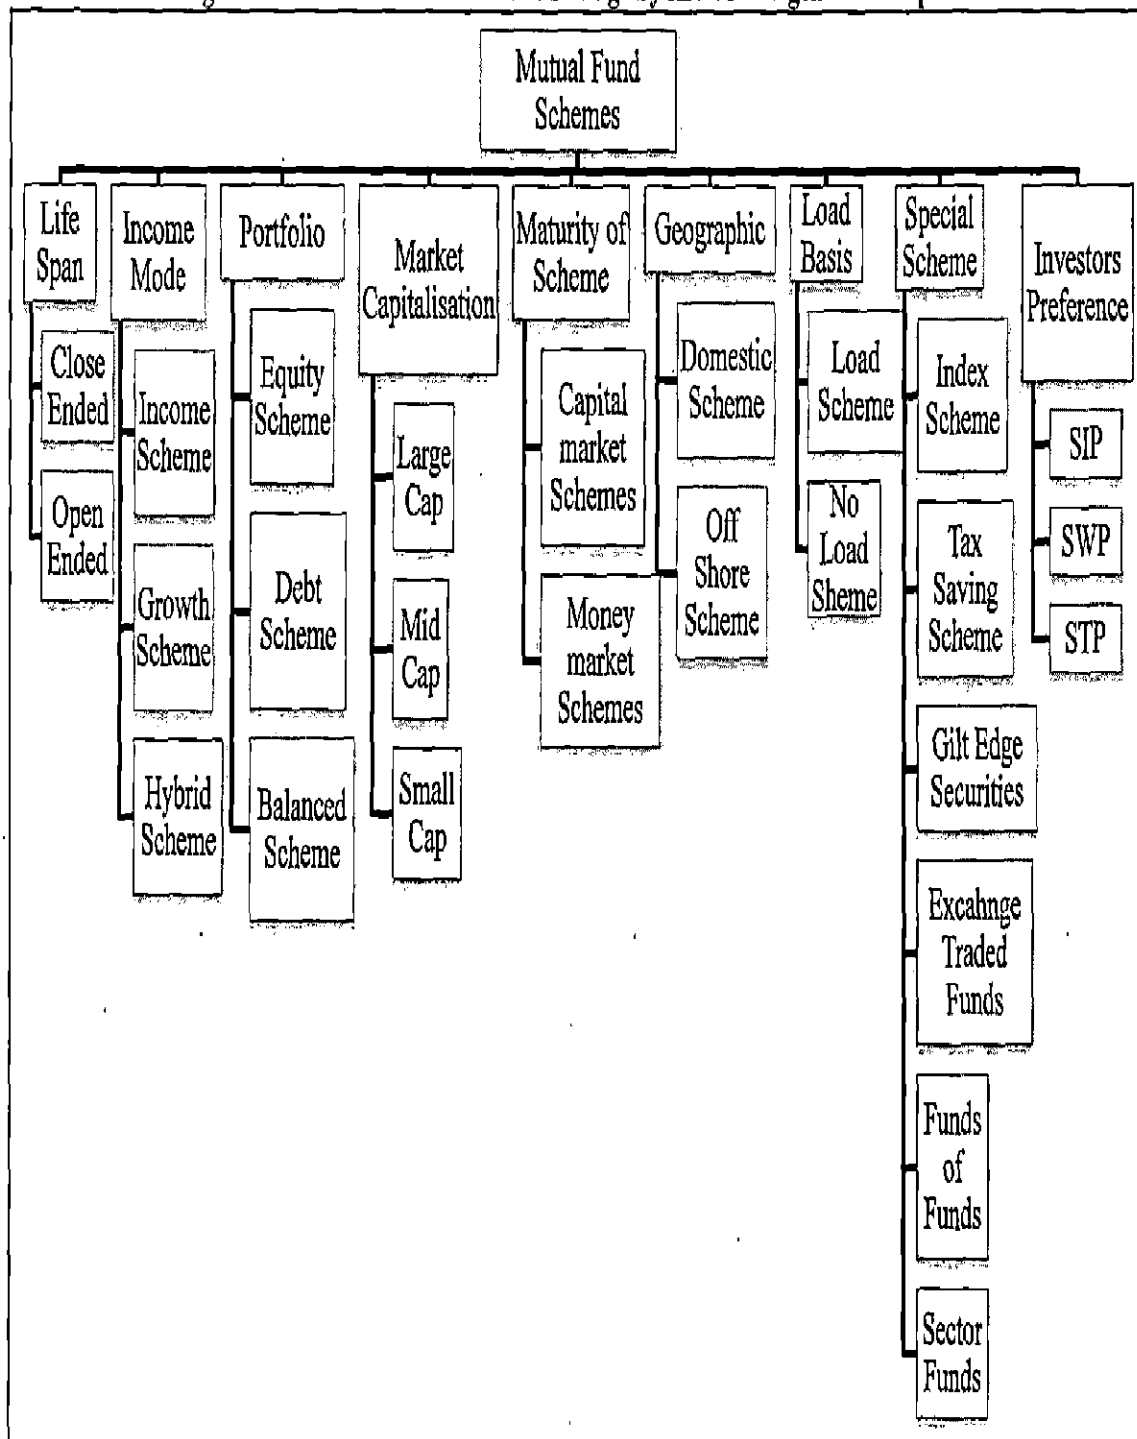 Mutual Fund
Schemes
Life
Span
Close
Ended
Open
Ended
Income
Mode
Income
Scheme
Growth
Scheme
Hybrid
Scheme
Portfolio
Equity
Scheme
Debt
Scheme
Balanced
Scheme
Market
Capitalisation
Large
Cap
Mid
Cap
Small
Cap
Maturity of
Scheme
Capital
market
Schemes
Money
market
Schemes
Geographic
Domestic
Scheme
Off
Shore
Scheme
Load
Basis
Load
Scheme
No
Load
Sheme
Special
Scheme
Index
Scheme
Tax
Saving
Scheme
Gilt Edge
Securities
Excahnge
Traded
Funds
Funds
of
Funds
Sector
Funds
Investors
Preference
SIP
SWP
STP